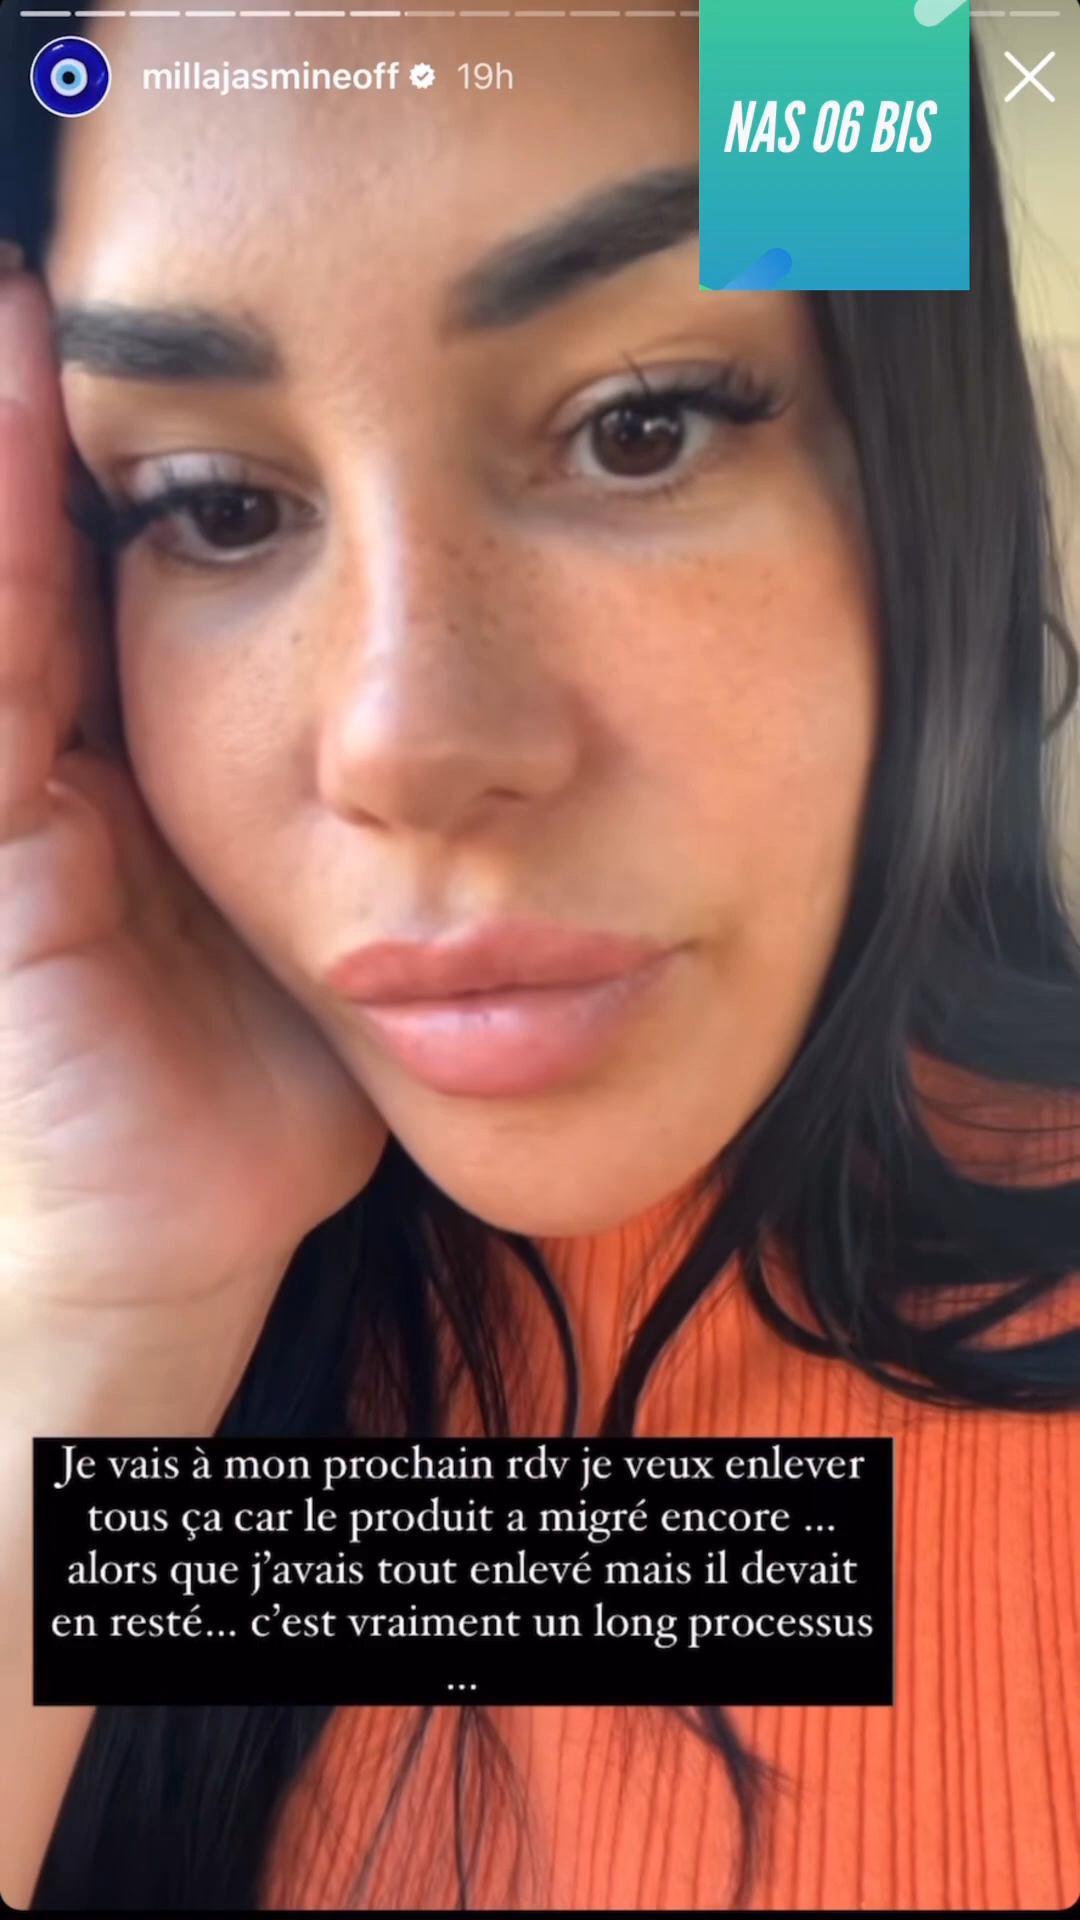 millajasmineoff 19h
NAS 06 BIS
Je vais à mon prochain rdv je veux enlever
tous ça car le produit a migré encore ...
alors que j’avais tout enlevé mais il devait
en resté... c’est vraiment un long processus
...